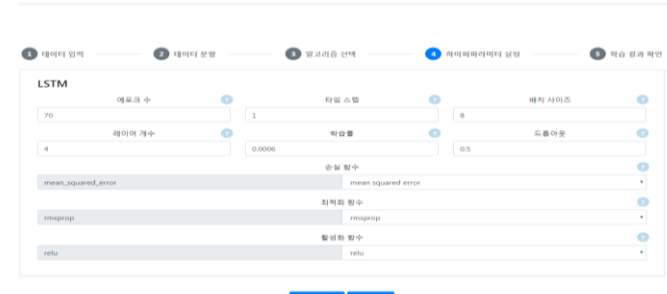 1 데이터 입력 2 데이터 분할 3 알고리즘 선택 4 하이퍼파라미터 설정 5 학습 결과 확인
LSTM
에포크 수 ? 타임 스텝 ? 배치 사이즈 ?
70 1 8
레이어 개수 ? 학습률 ? 드롭아웃 ?
4 0.0006 0.5
손실 함수 ?
mean_squared_error mean squared error
최적화 함수 ?
rmsprop rmsprop
활성화 함수 ?
relu relu